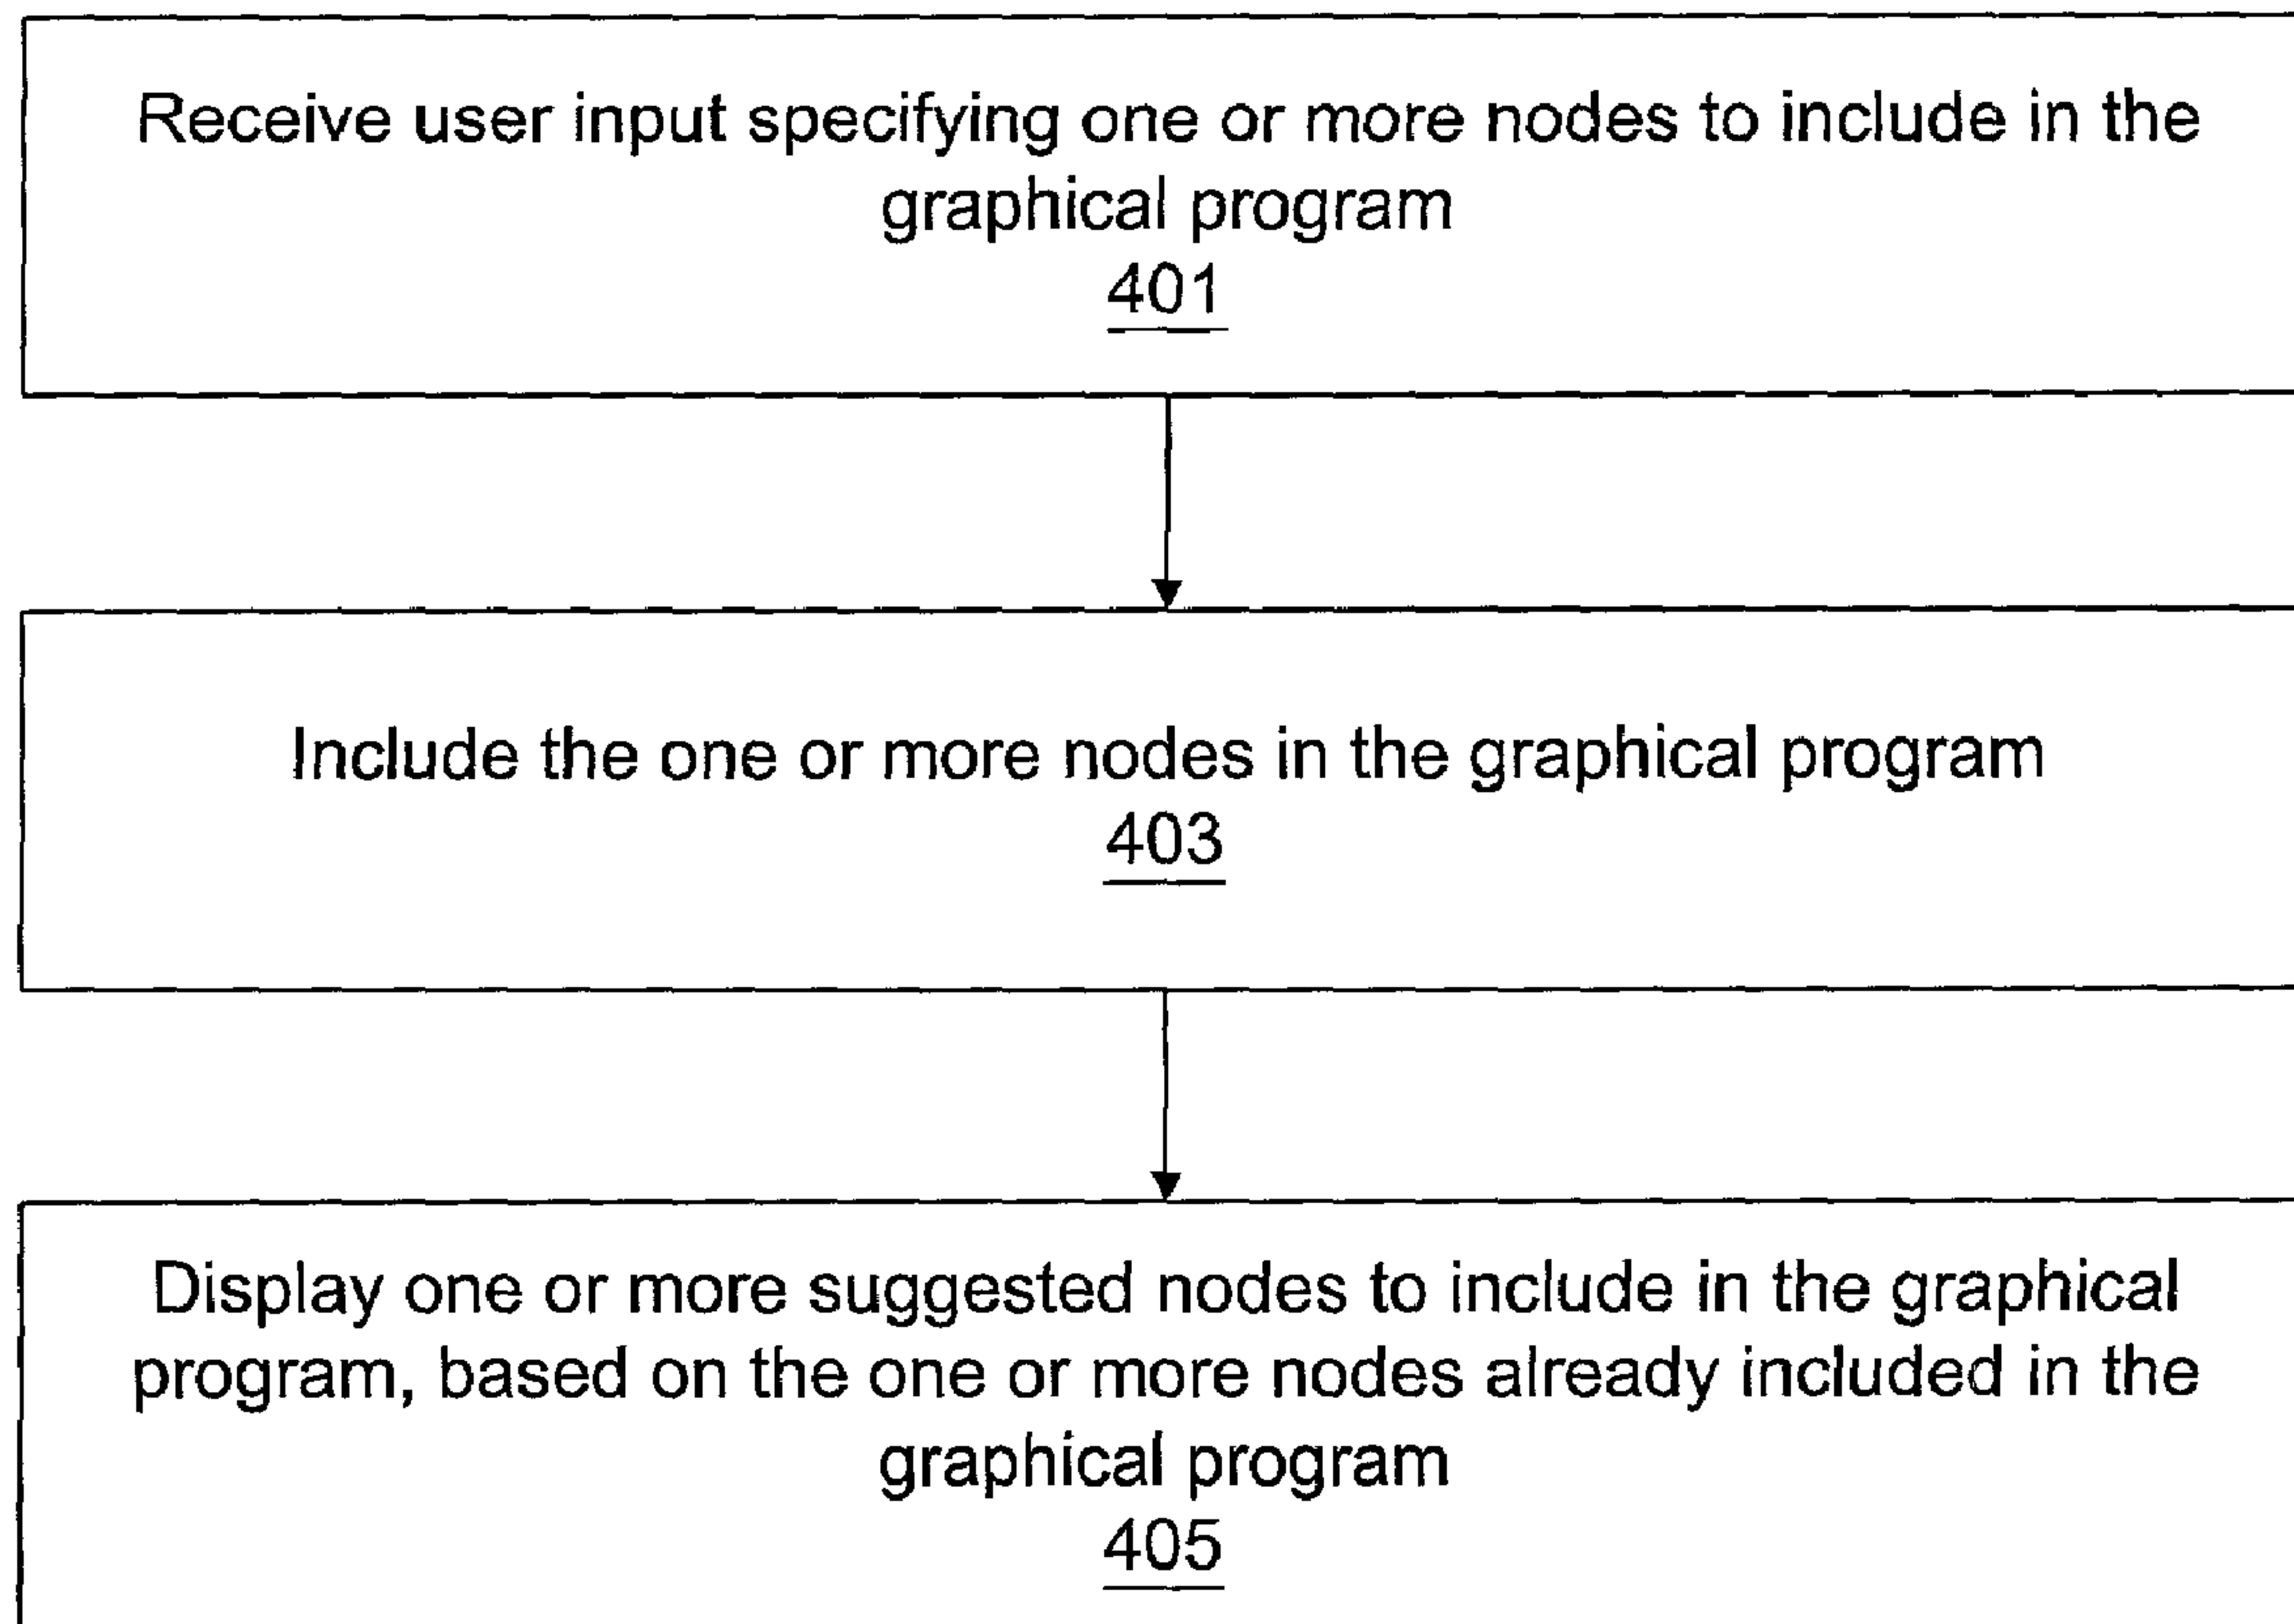 Receive user input specifying one or more nodes to include in the
graphical program
401
Include the one or more nodes in the graphical program
403
Display one or more suggested nodes to include in the graphical
program, based on the one or more nodes already included in the
graphical program
405